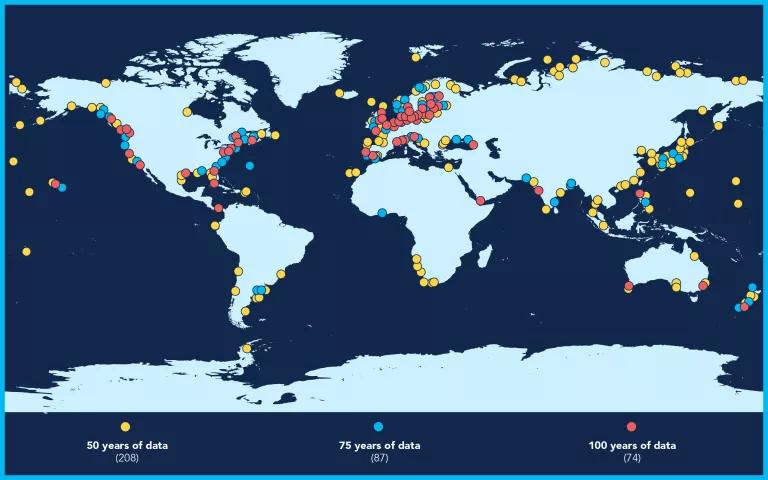 50 years of data
(208)
75 years of data
(87)
100 years of data
(74)